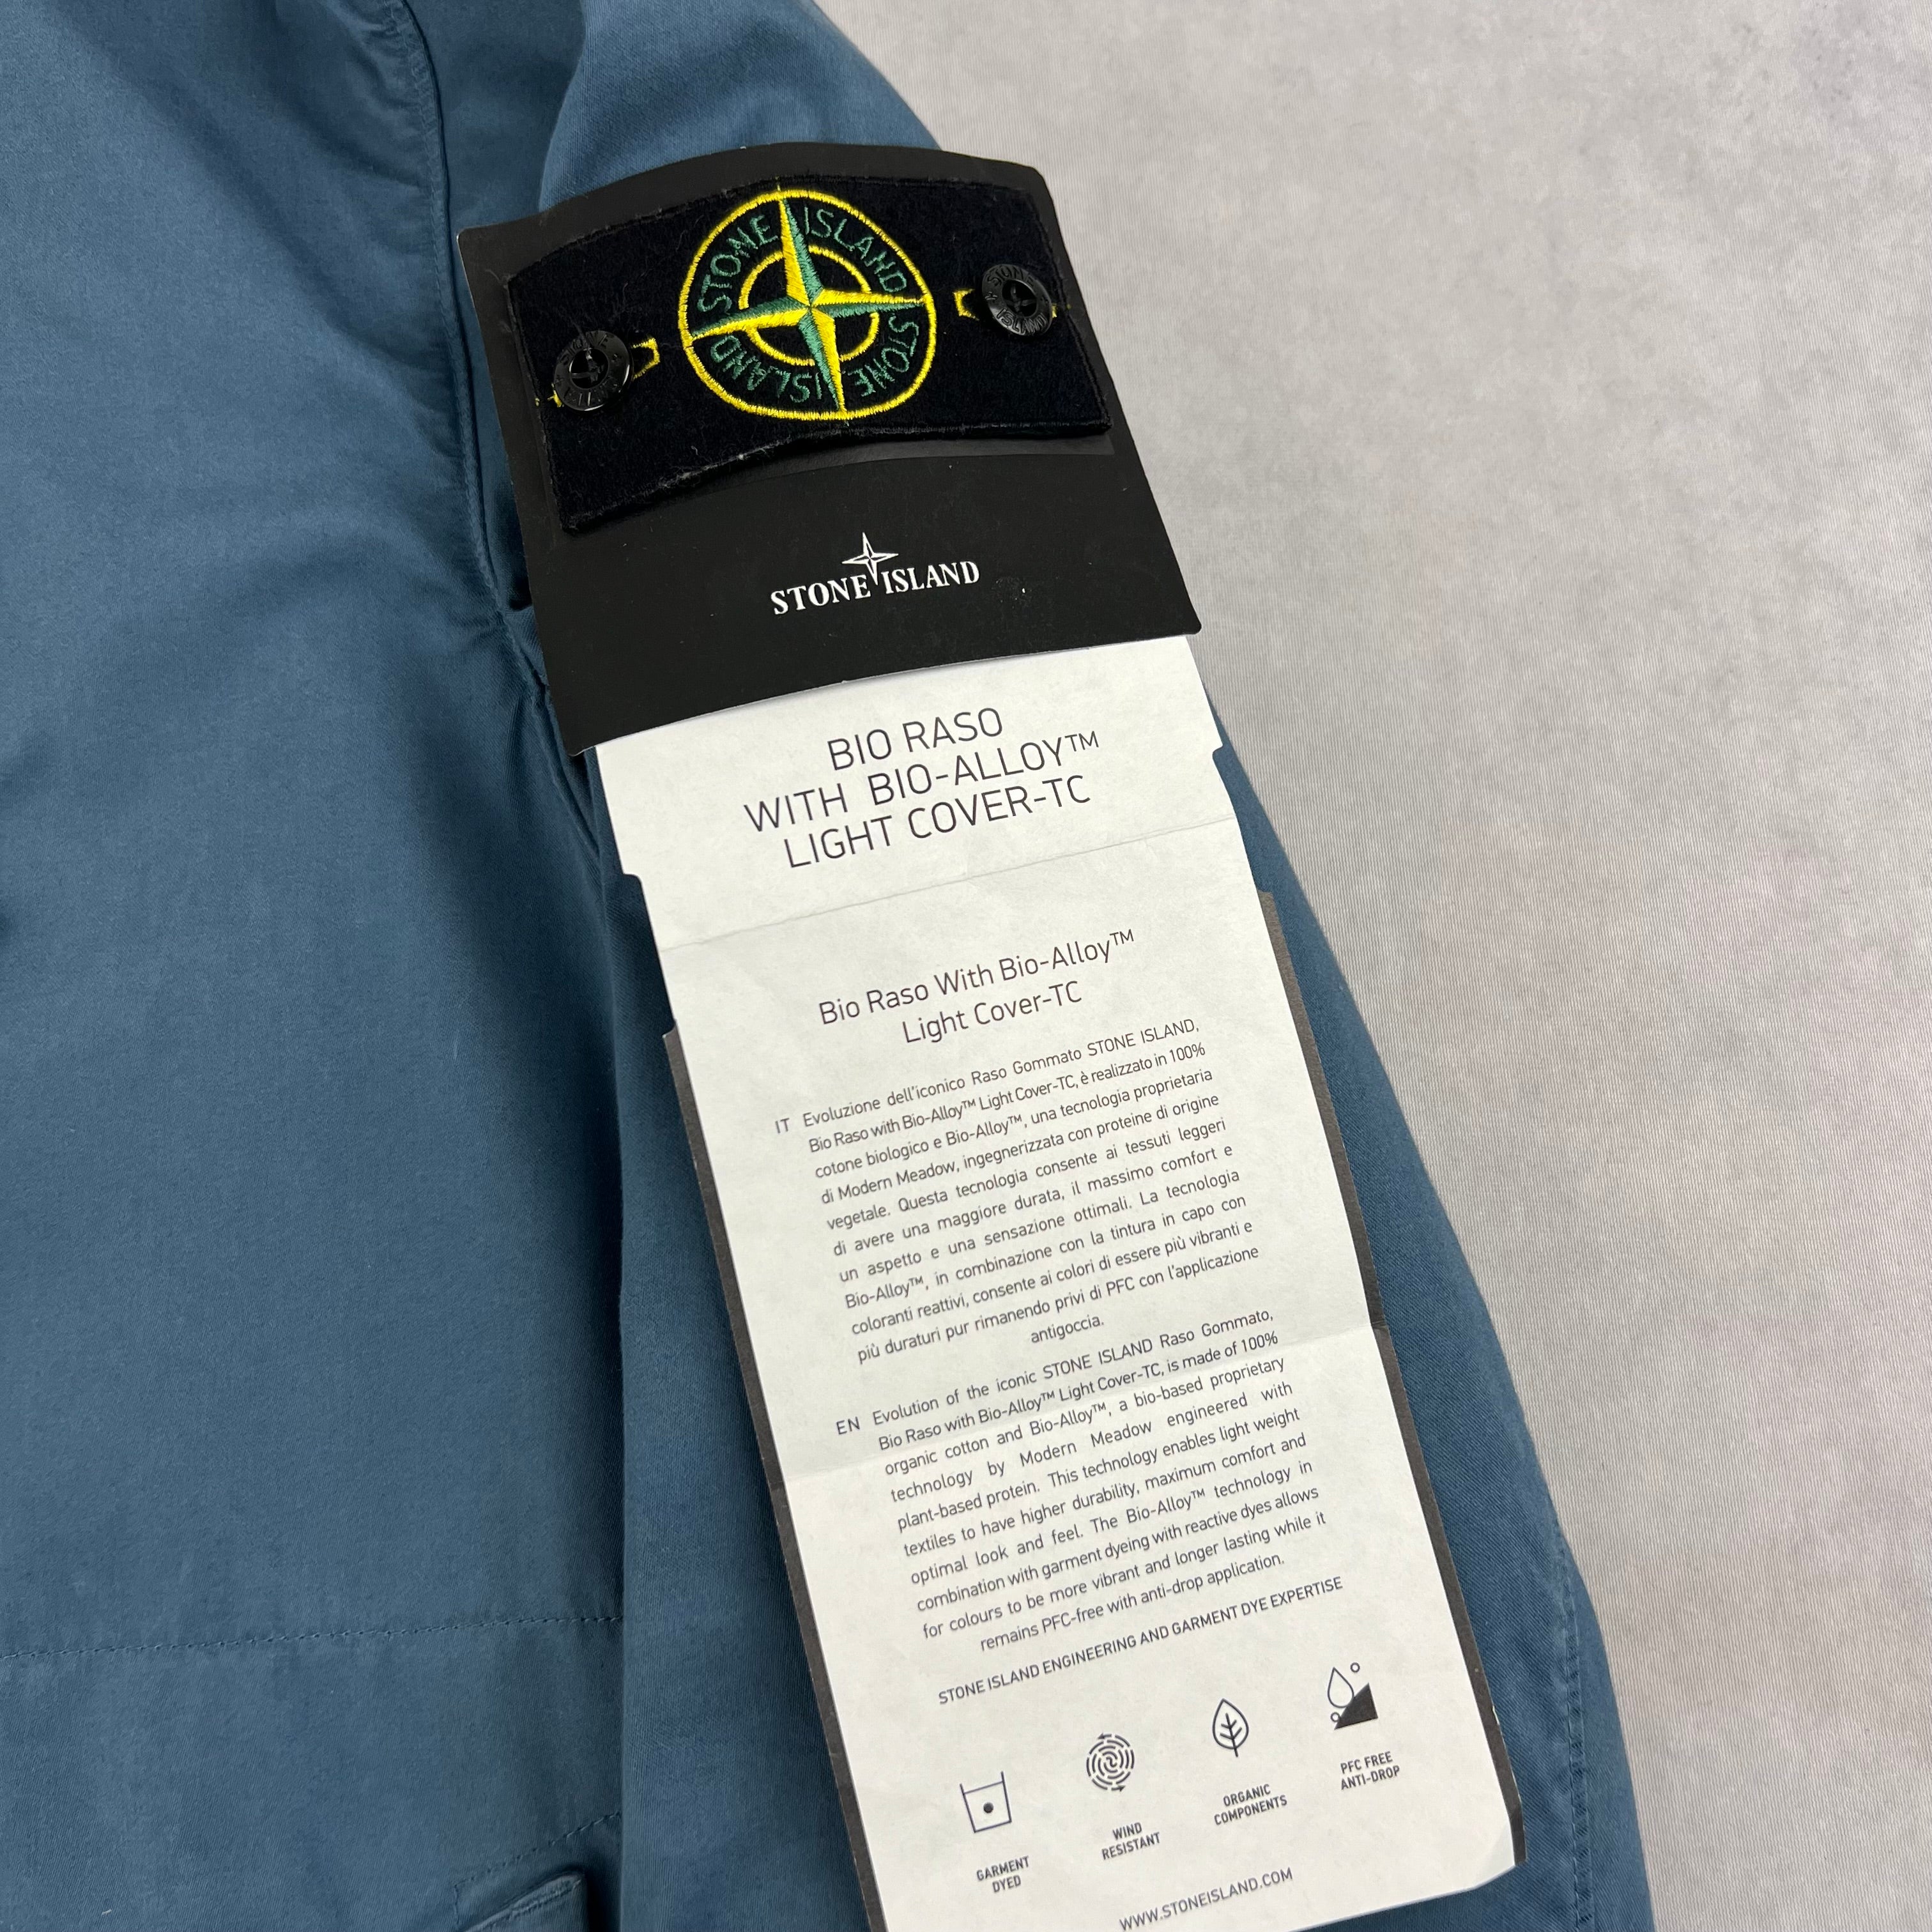 STONE ISLAND STONE ISLAND
STONE
ISLAND
STONE ISLAND
BIO RASO
WITH BIO-ALLOY™
LIGHT COVER-TC
Bio Raso With Bio-Alloy™
Light Cover-TC
IT Evoluzione dell'iconico Raso Gommato STONE ISLAND,
Bio Raso with Bio-Alloy™ Light Cover-TC, è realizzato in 100%
cotone biologico e Bio-Alloy™, una tecnologia proprietaria
di Modern Meadow, ingegnerizzata con proteine di origine
vegetale. Questa tecnologia consente ai tessuti leggeri
di avere una maggiore durata, il massimo comfort e
un aspetto e una sensazione ottimali. La tecnologia
Bio-Alloy™, in combinazione con la tintura in capo con
coloranti reattivi, consente ai colori di essere più vibranti e
più duraturi pur rimanendo privi di PFC con l'applicazione
antigoccia.
EN Evolution of the iconic STONE ISLAND Raso Gommato,
Bio Raso with Bio-Alloy™ Light Cover-TC, is made of 100%
organic cotton and Bio-Alloy™, a bio-based proprietary
technology by Modern Meadow engineered with
plant-based protein. This technology enables light weight
textiles to have higher durability, maximum comfort and
optimal look and feel. The Bio-Alloy™ technology in
combination with garment dyeing with reactive dyes allows
for colours to be more vibrant and longer lasting while it
remains PFC-free with anti-drop application.
STONE ISLAND ENGINEERING AND GARMENT DYE EXPERTISE
GARMENT
DYED
WIND
RESISTANT
ORGANIC
COMPONENTS
PFC FREE
ANTI-DROP
WWW.STONEISLAND.COM